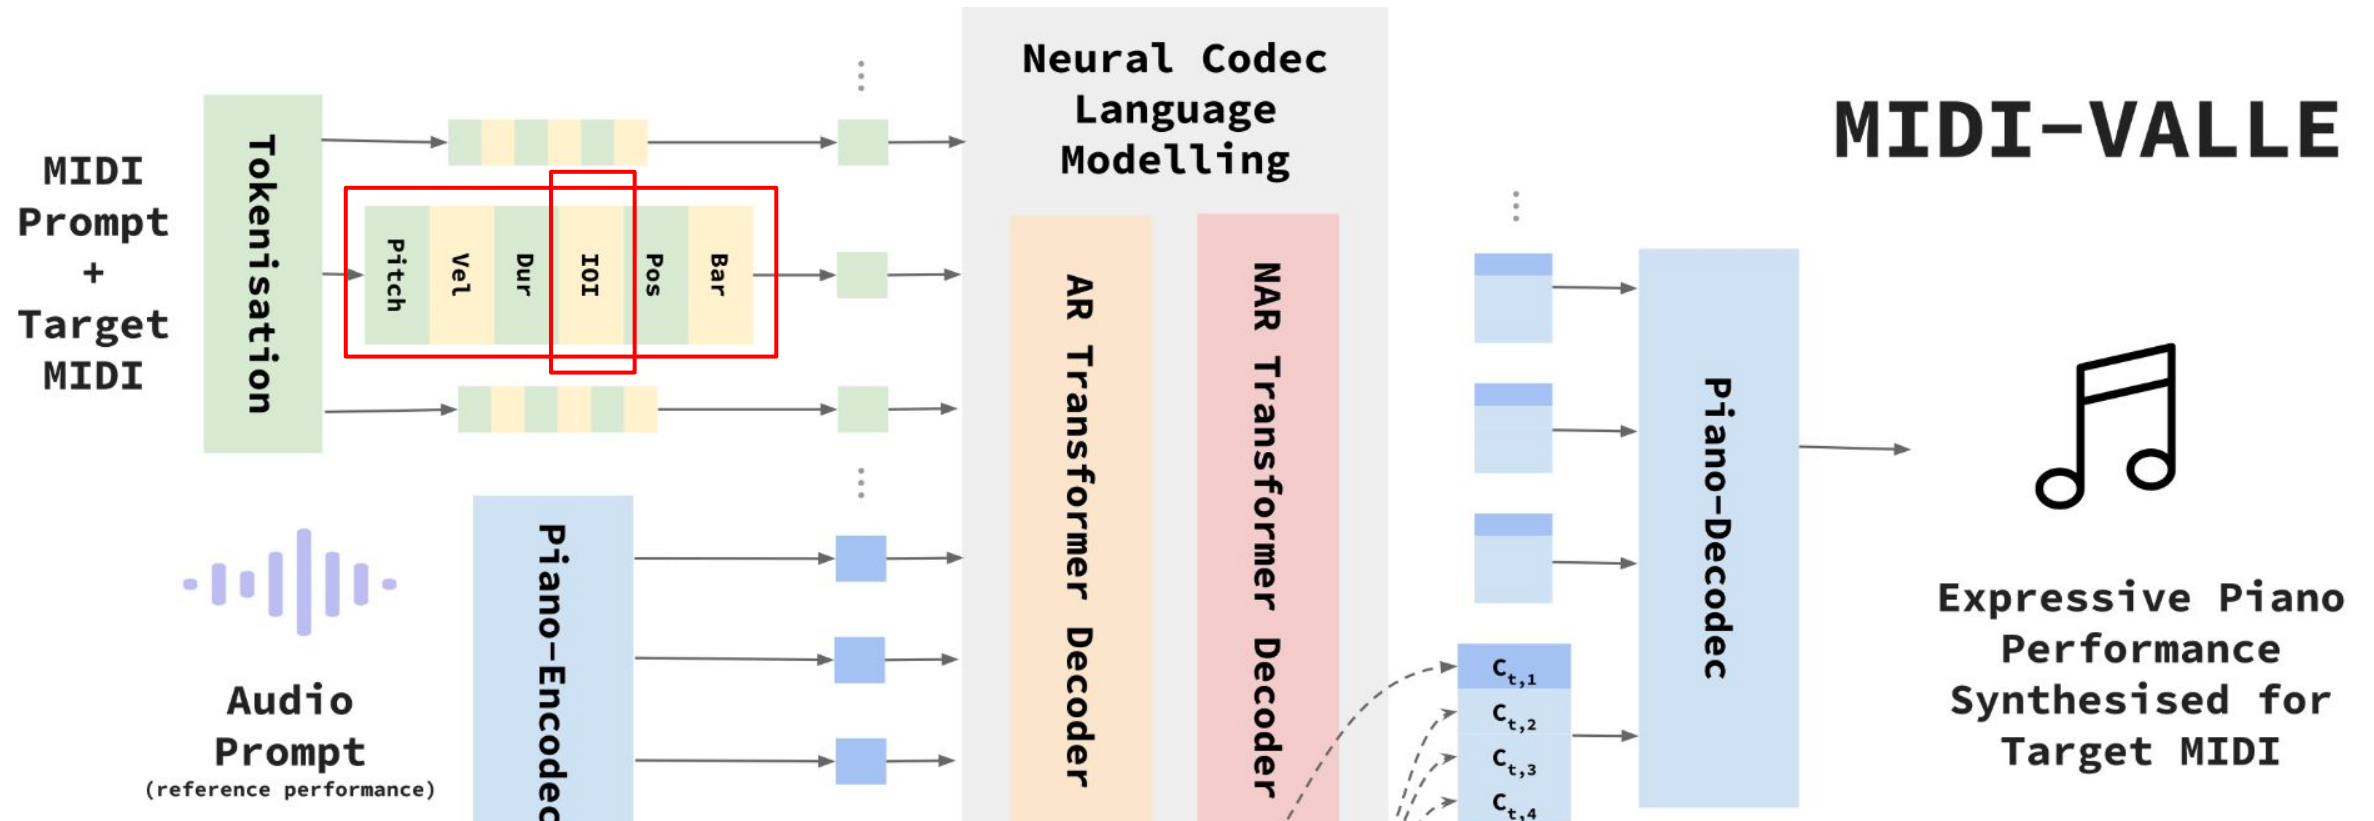 Neural Codec
Language
Modelling
MIDI-VALLE
MIDI
Prompt
+
Target
MIDI
Tokenisation
Pitch
Vel
Dur
IOI
Pos
Bar
AR Transformer Decoder
NAR Transformer Decoder
Piano-Decodec
Piano-Encodec
Audio
Prompt
(reference performance)
Ct,1
Ct,2
Ct,3
Ct,4
Expressive Piano
Performance
Synthesised for
Target MIDI